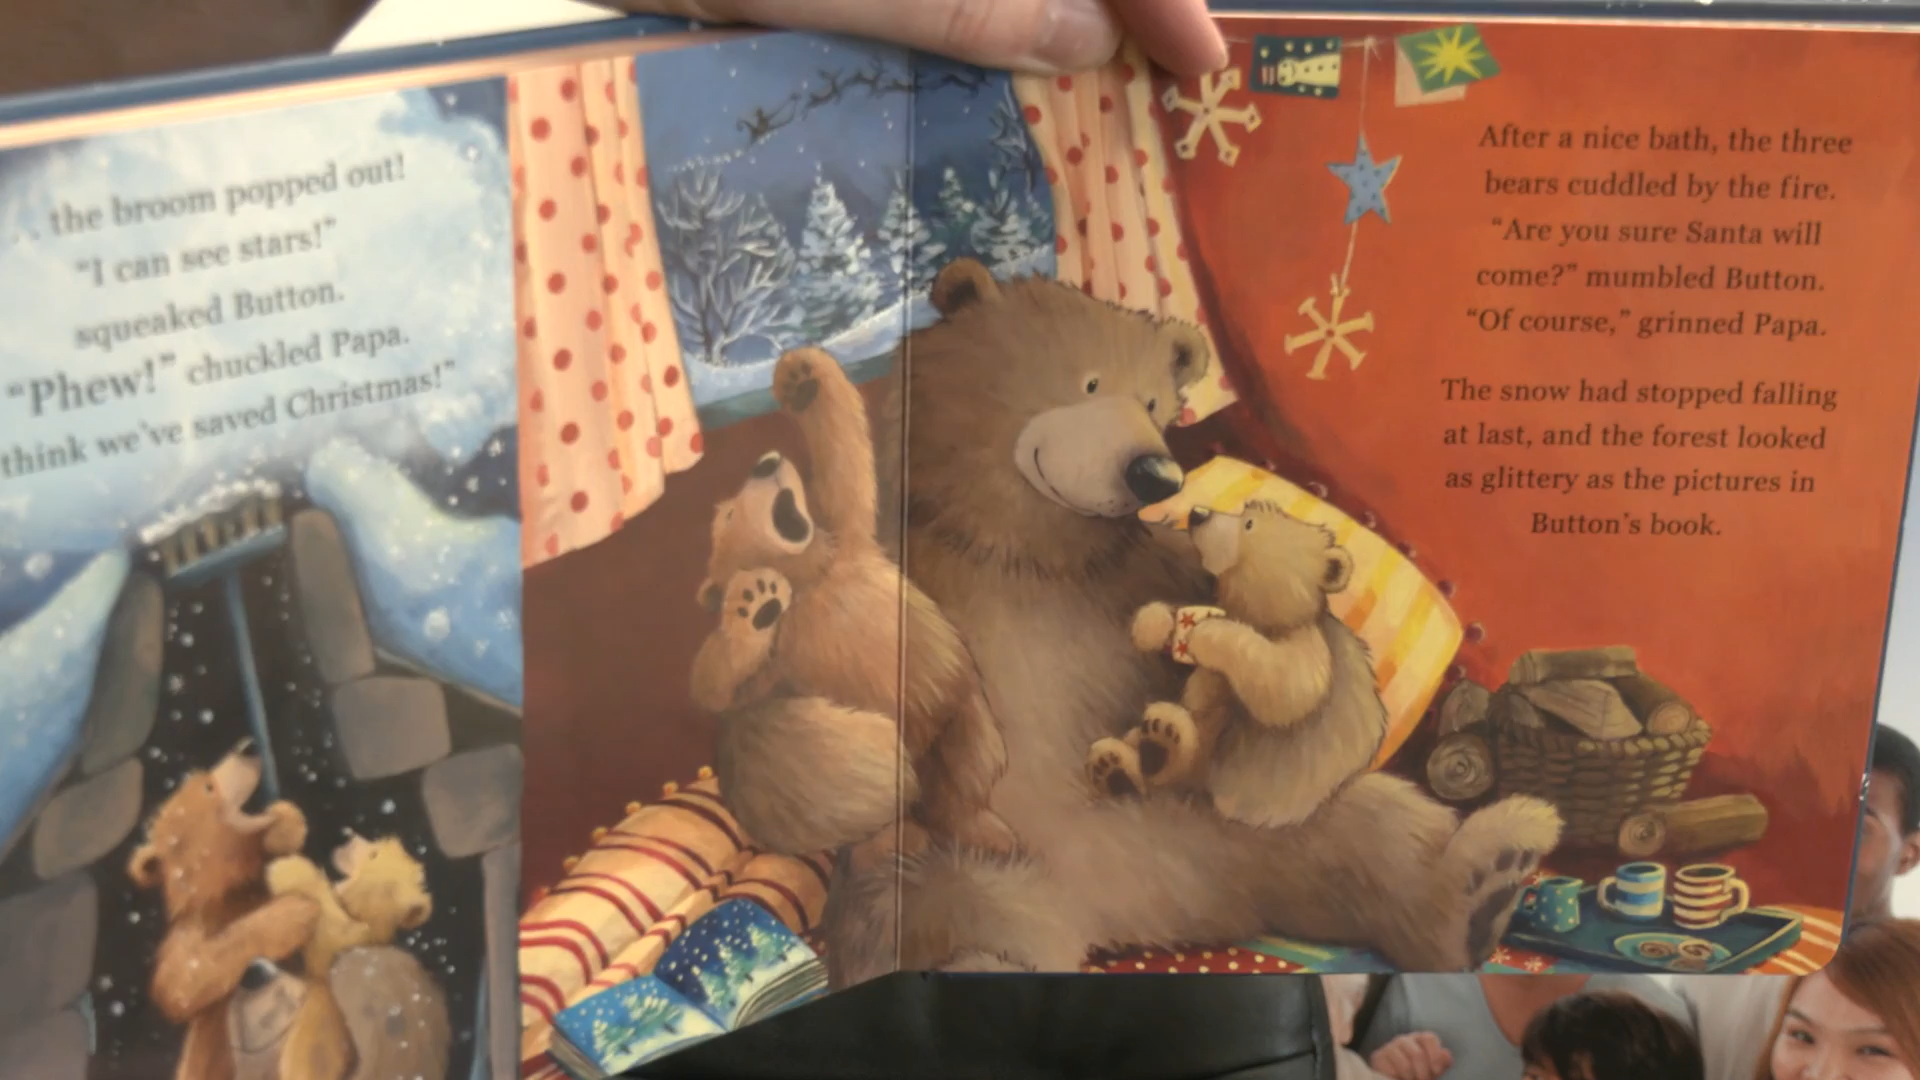 . . the broom popped out!
“I can see stars!”
squeaked Button.
“Phew!” chuckled Papa.
think we’ve saved Christmas!”
After a nice bath, the three
bears cuddled by the fire.
“Are you sure Santa will
come?” mumbled Button.
“Of course,” grinned Papa.
The snow had stopped falling
at last, and the forest looked
as glittery as the pictures in
Button’s book.